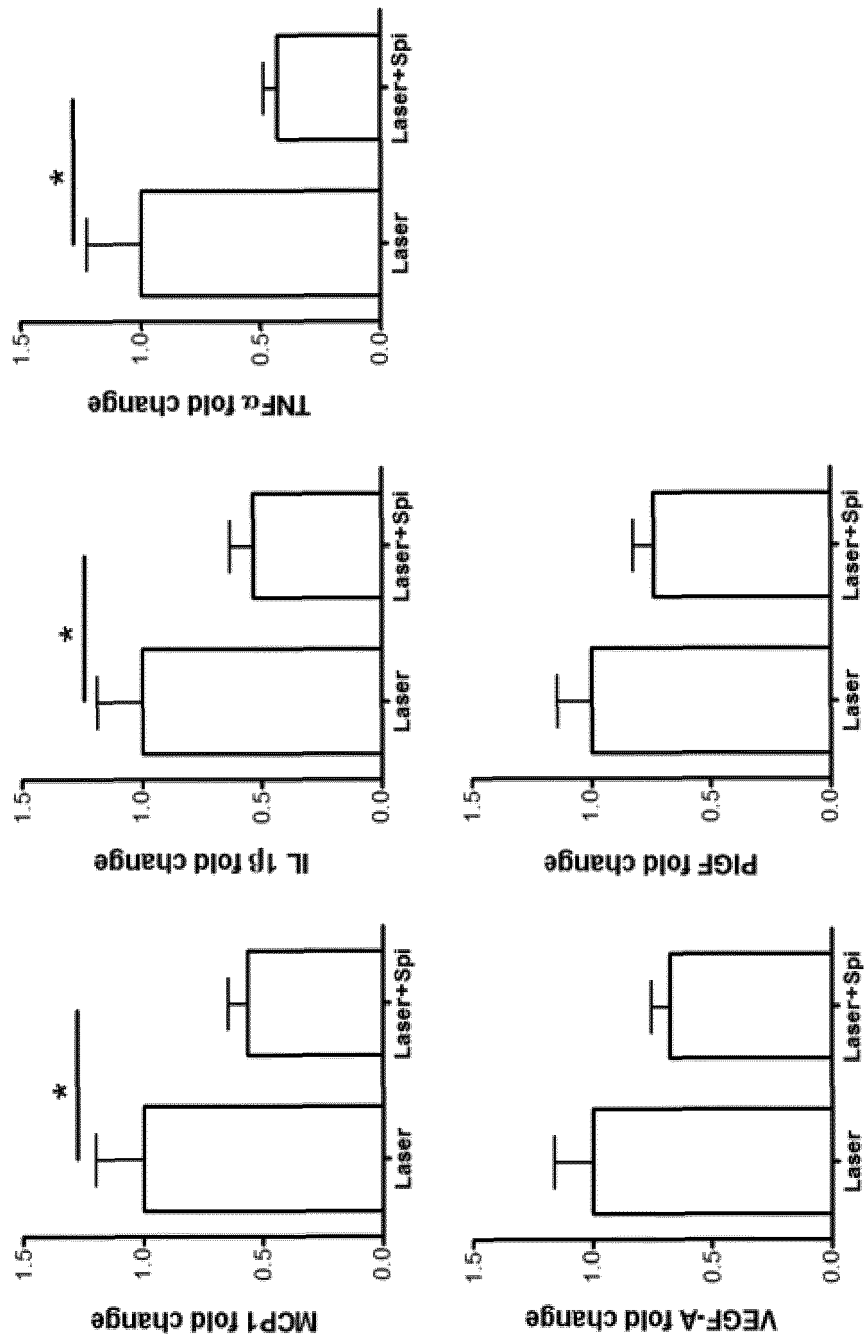 MCP1 fold change
1.5
1.0
0.5
0.0
*
Laser
Laser+Spi
IL 1β fold change
1.5
1.0
0.5
0.0
*
Laser
Laser+Spi
TNFα fold change
1.5
1.0
0.5
0.0
*
Laser
Laser+Spi
VEGF-A fold change
1.5
1.0
0.5
0.0
Laser
Laser+Spi
PlGF fold change
1.5
1.0
0.5
0.0
Laser
Laser+Spi